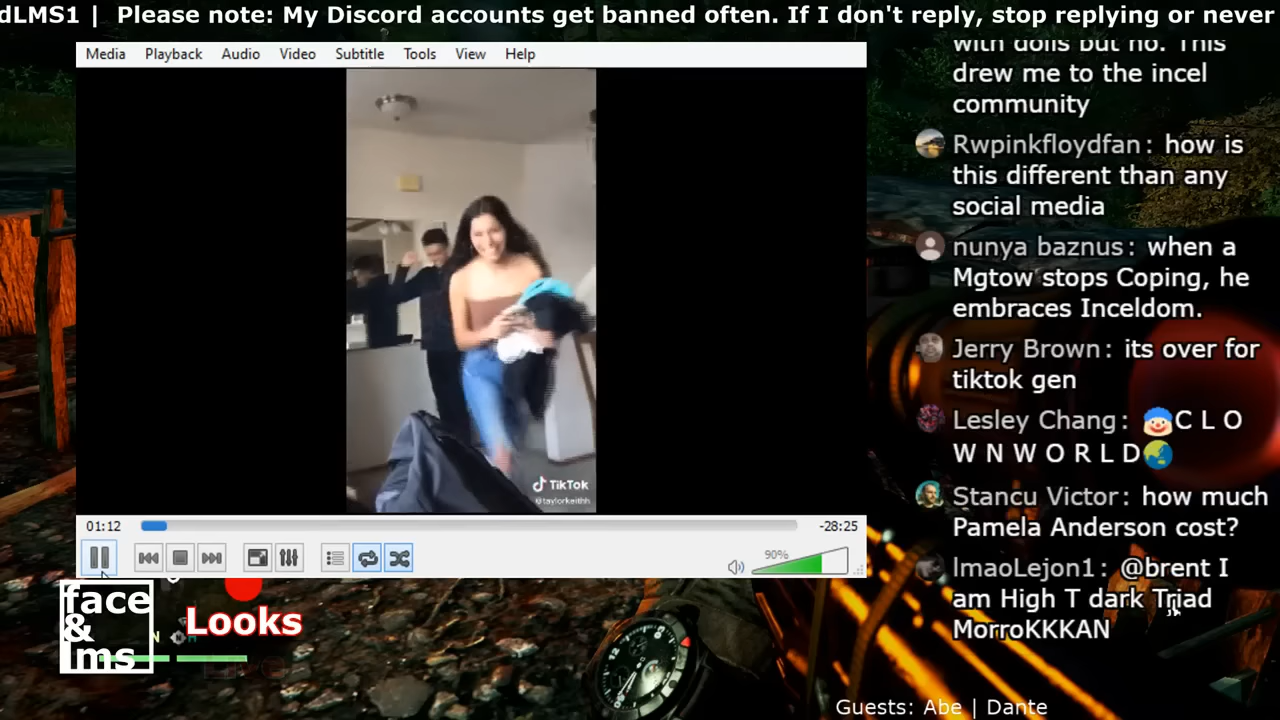 dLMS1 | Please note: My Discord accounts get banned often. If I don't reply, stop replying or never
Media Playback Audio Video Subtitle Tools View Help
TikTok
@taylorkeithh
01:12
-28:25
90%
face
&
lms
Looks
with dolls but no. This
drew me to the incel
community
Rwpinkfloydfan: how is
this different than any
social media
nunya baznus: when a
Mgtow stops Coping, he
embraces Inceldom.
Jerry Brown: its over for
tiktok gen
Lesley Chang: 🤡C L O
W N W O R L D🌏
Stancu Victor: how much
Pamela Anderson cost?
lmaoLejon1: @brent I
am High T dark Triad
MorroKKKAN
Guests: Abe | Dante